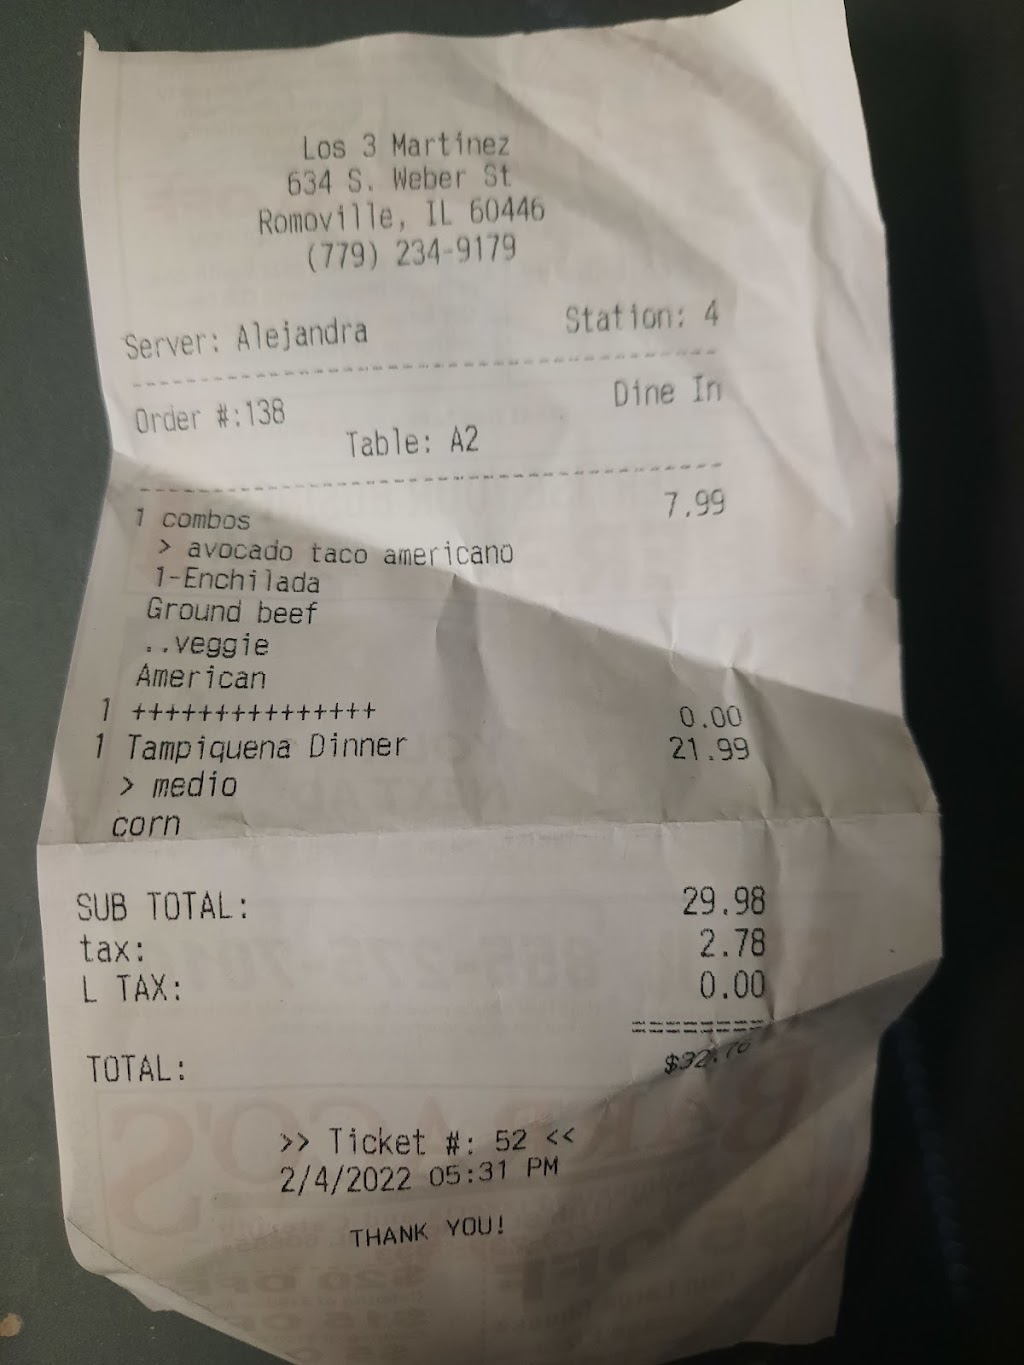 Los 3 Martinez
634 S. Weber St
Romoville, IL 60446
(779) 234-9179
Server: Alejandra Station: 4
Order #:138 Dine In
Table: A2
1 combos 7.99
> avocado taco americano
1-Enchilada
Ground beef
..veggie
American
1 +++++++++++++++ 0.00
1 Tampiquena Dinner 21.99
> medio
corn
SUB TOTAL: 29.98
tax: 2.78
L TAX: 0.00
========
TOTAL: $32.76
>> Ticket #: 52 <<
2/4/2022 05:31 PM
THANK YOU!